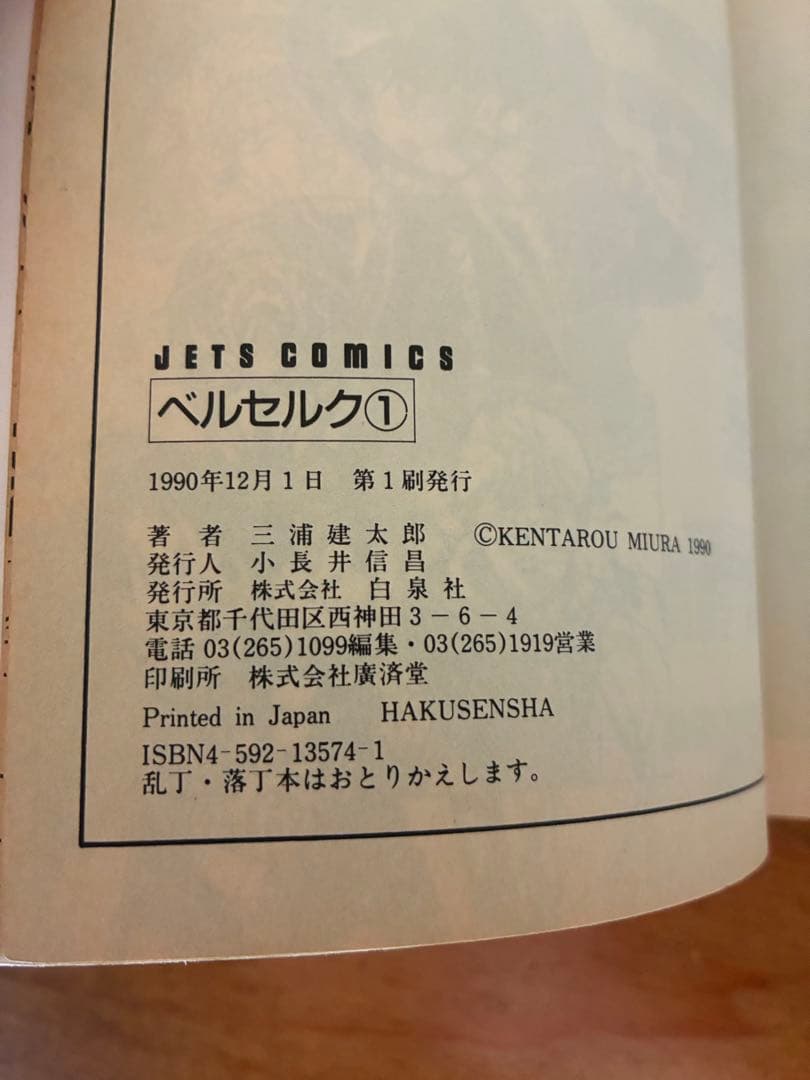 JETS COMICS
ベルセルク①
1990年12月1日 第1刷発行
著者 三浦建太郎 ©KENTAROU MIURA 1990
発行人 小長井信昌
発行所 株式会社 白泉社
東京都千代田区西神田3-6-4
電話 03(265)1099編集・03(265)1919営業
印刷所 株式会社廣済堂
Printed in Japan HAKUSENSHA
ISBN4-592-13574-1
乱丁・落丁本はおとりかえします。